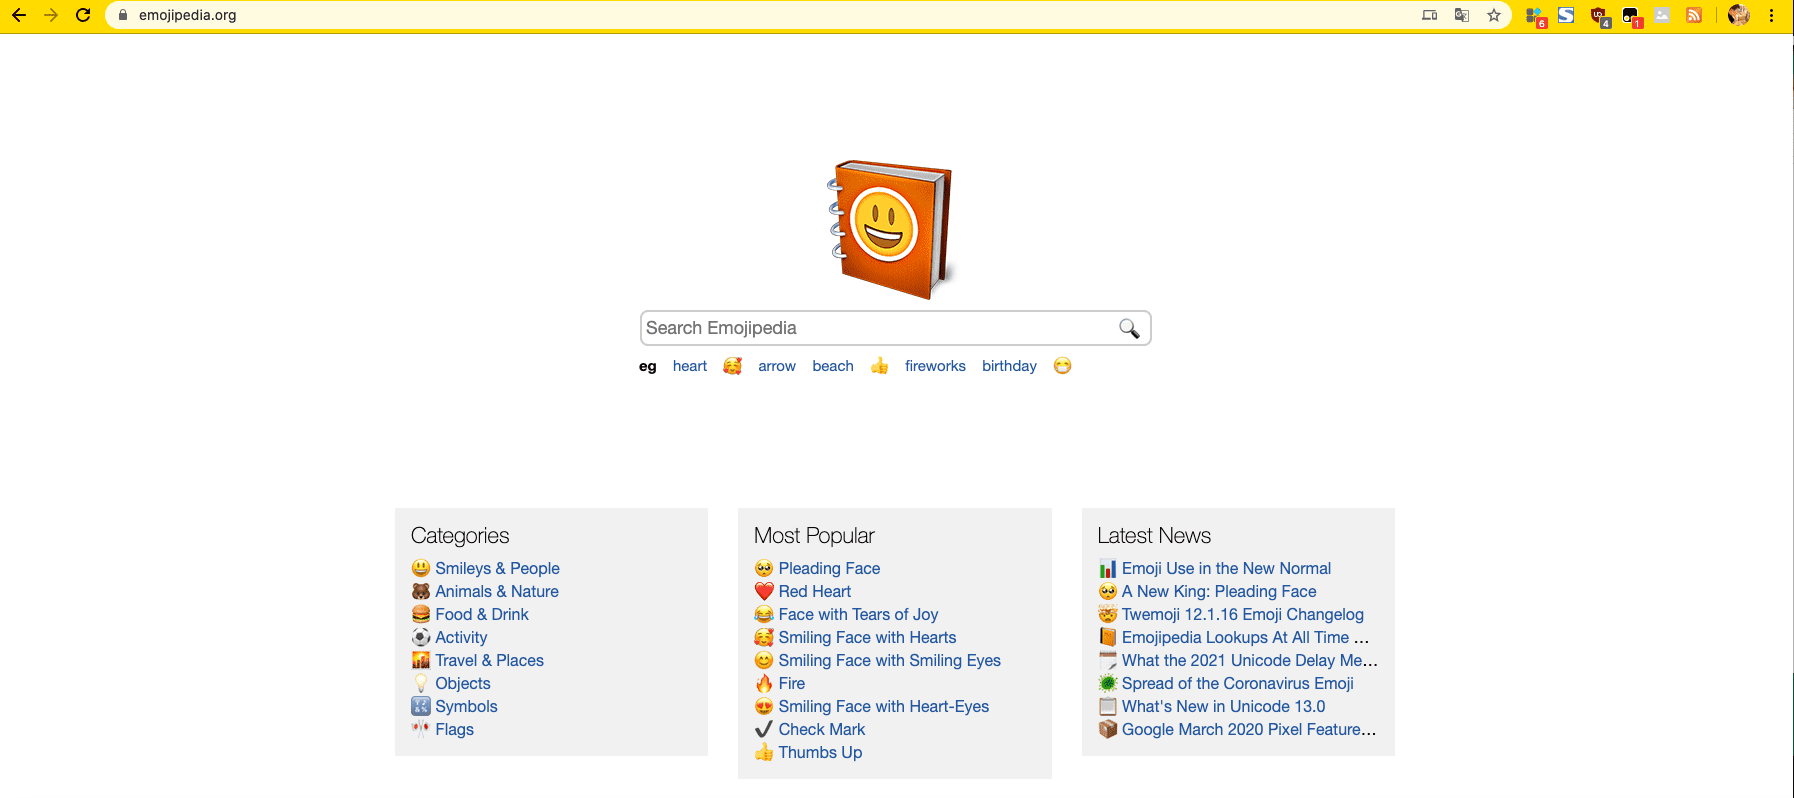 emojipedia.org
6
4
1
Search Emojipedia
eg heart 🥰 arrow beach 👍 fireworks birthday 😷
Categories
😃 Smileys & People
🐻 Animals & Nature
🍔 Food & Drink
⚽ Activity
🌇 Travel & Places
💡 Objects
🔣 Symbols
🎌 Flags
Most Popular
🥺 Pleading Face
❤️ Red Heart
😂 Face with Tears of Joy
🥰 Smiling Face with Hearts
😊 Smiling Face with Smiling Eyes
🔥 Fire
😍 Smiling Face with Heart-Eyes
✔️ Check Mark
👍 Thumbs Up
Latest News
📊 Emoji Use in the New Normal
🥺 A New King: Pleading Face
🤯 Twemoji 12.1.16 Emoji Changelog
📙 Emojipedia Lookups At All Time ...
🗓️ What the 2021 Unicode Delay Me...
🦠 Spread of the Coronavirus Emoji
📋 What's New in Unicode 13.0
📦 Google March 2020 Pixel Feature...